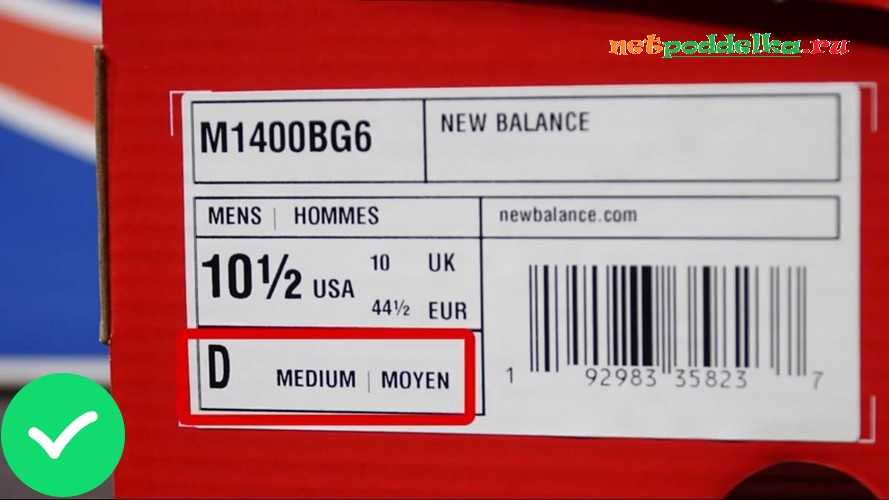 netpoddelka.ru
M1400BG6
NEW BALANCE
MENS | HOMMES
newbalance.com
10½ USA
10 UK
44½ EUR
D MEDIUM | MOYEN
1 92983 35823 7